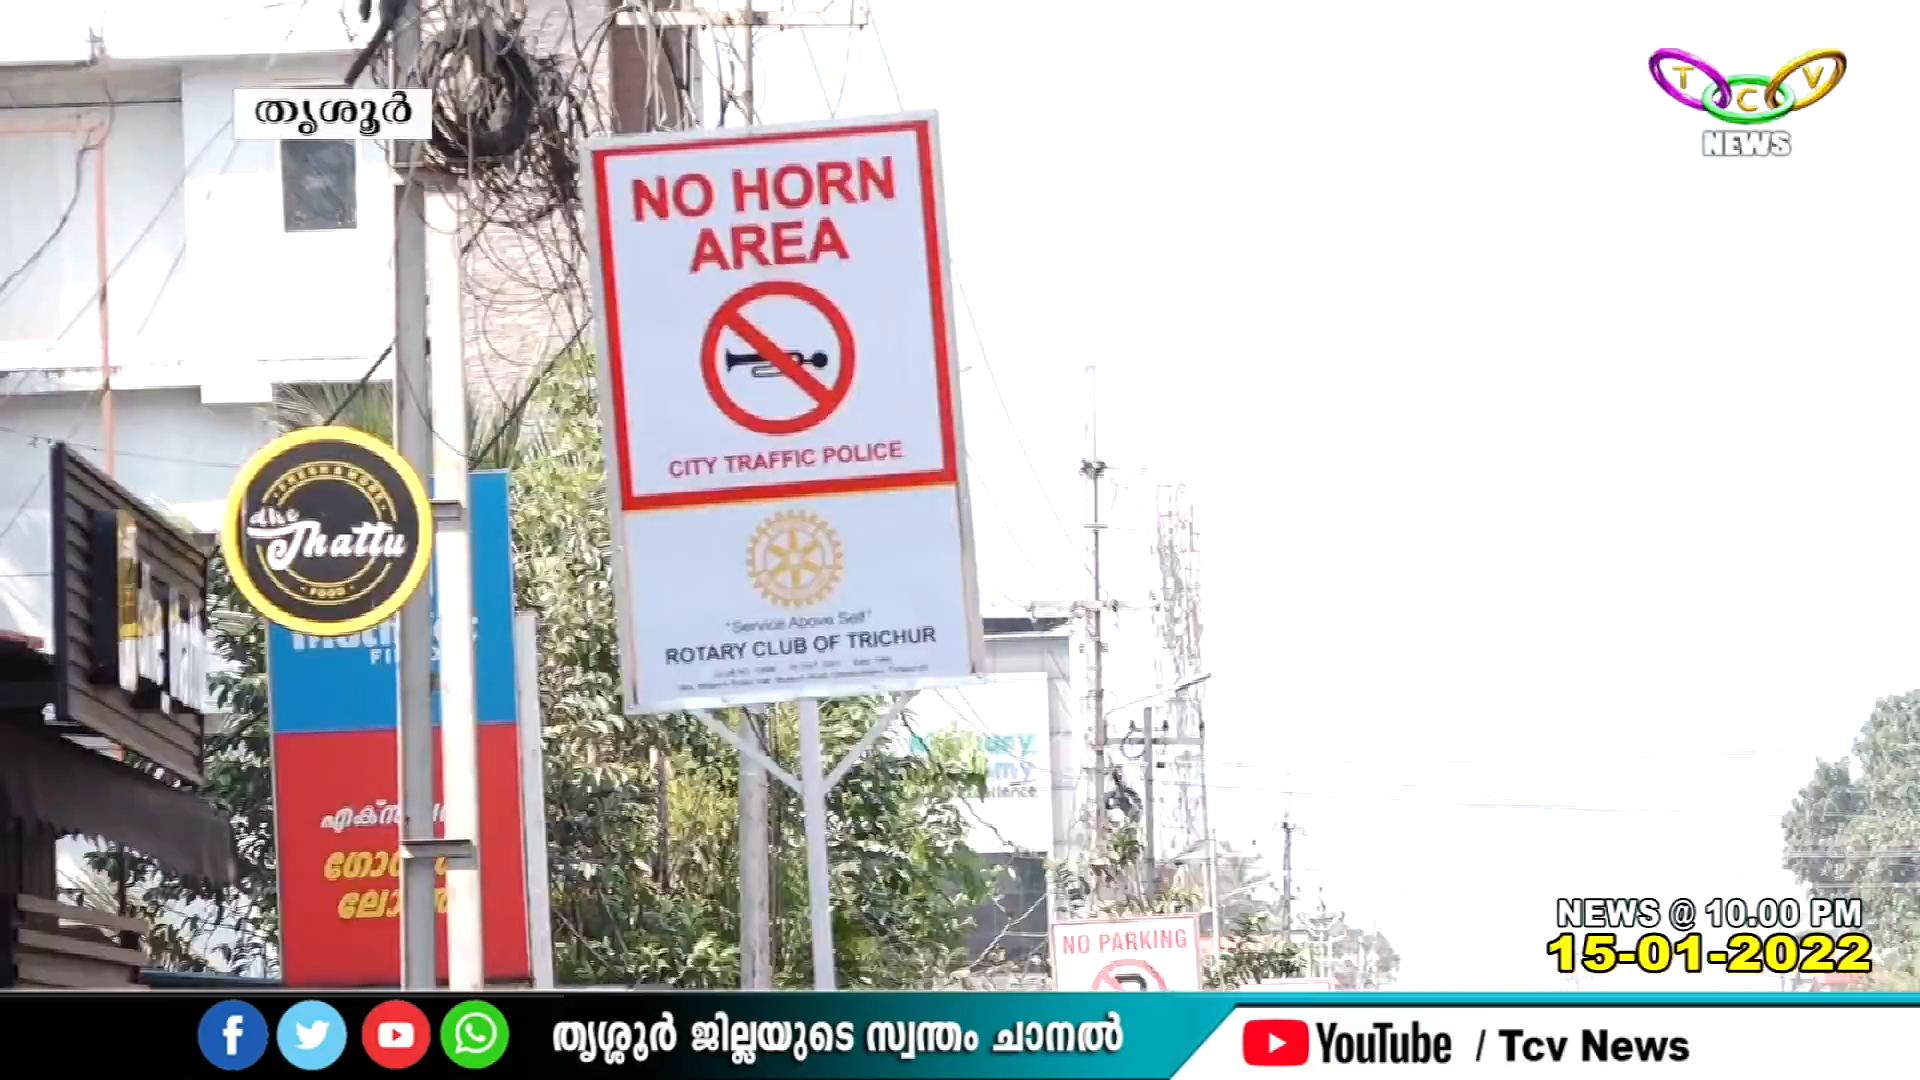 തൃശൂർ
T C V
NEWS
NO HORN
AREA
CITY TRAFFIC POLICE
"Service Above Self"
ROTARY CLUB OF TRICHUR
the
Thattu
FOOD
ലോൺ
NO PARKING
NEWS @ 10.00 PM
15-01-2022
തൃശ്ശൂർ ജില്ലയുടെ സ്വന്തം ചാനൽ
YouTube / Tcv News